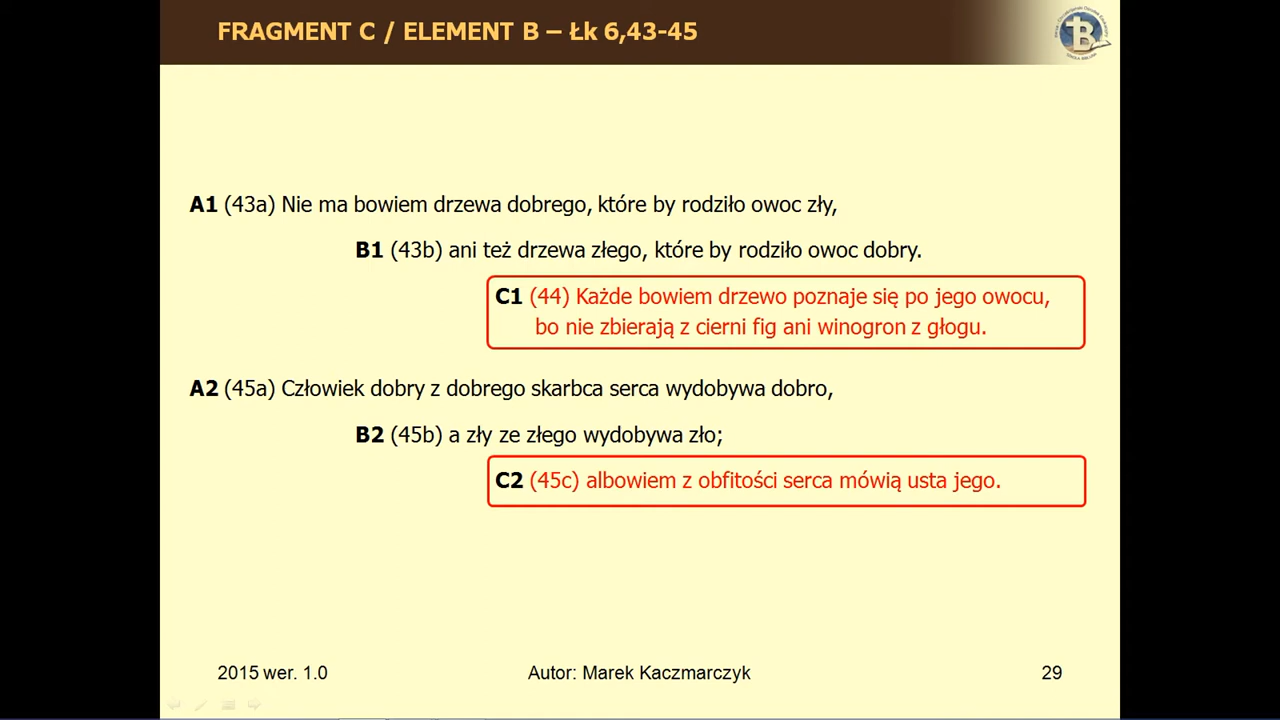 FRAGMENT C / ELEMENT B – Łk 6,43-45
A1 (43a) Nie ma bowiem drzewa dobrego, które by rodziło owoc zły,
B1 (43b) ani też drzewa złego, które by rodziło owoc dobry.
C1 (44) Każde bowiem drzewo poznaje się po jego owocu,
bo nie zbierają z cierni fig ani winogron z głogu.
A2 (45a) Człowiek dobry z dobrego skarbca serca wydobywa dobro,
B2 (45b) a zły ze złego wydobywa zło;
C2 (45c) albowiem z obfitości serca mówią usta jego.
2015 wer. 1.0
Autor: Marek Kaczmarczyk
29